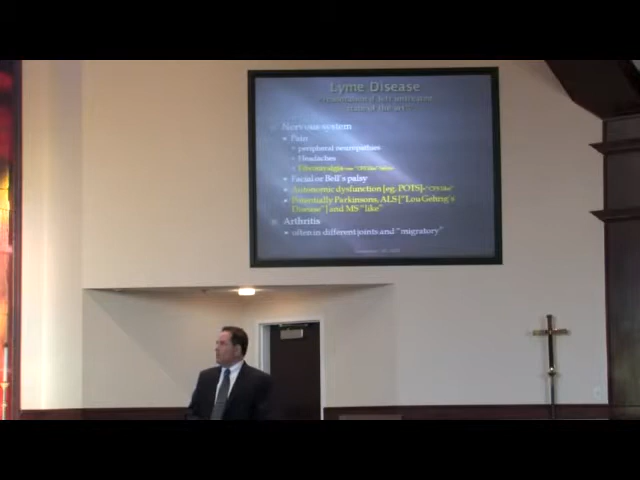 Lyme Disease
Nervous system
Pain
peripheral neuropathies
Headaches
Fibromyalgia
Facial or Bell's palsy
Autonomic dysfunction [eg, POTS]-
Potentially Parkinsons, ALS ["Lou Gehrig's
Disease"] and MS "like"
Arthritis
often in different joints and "migratory"